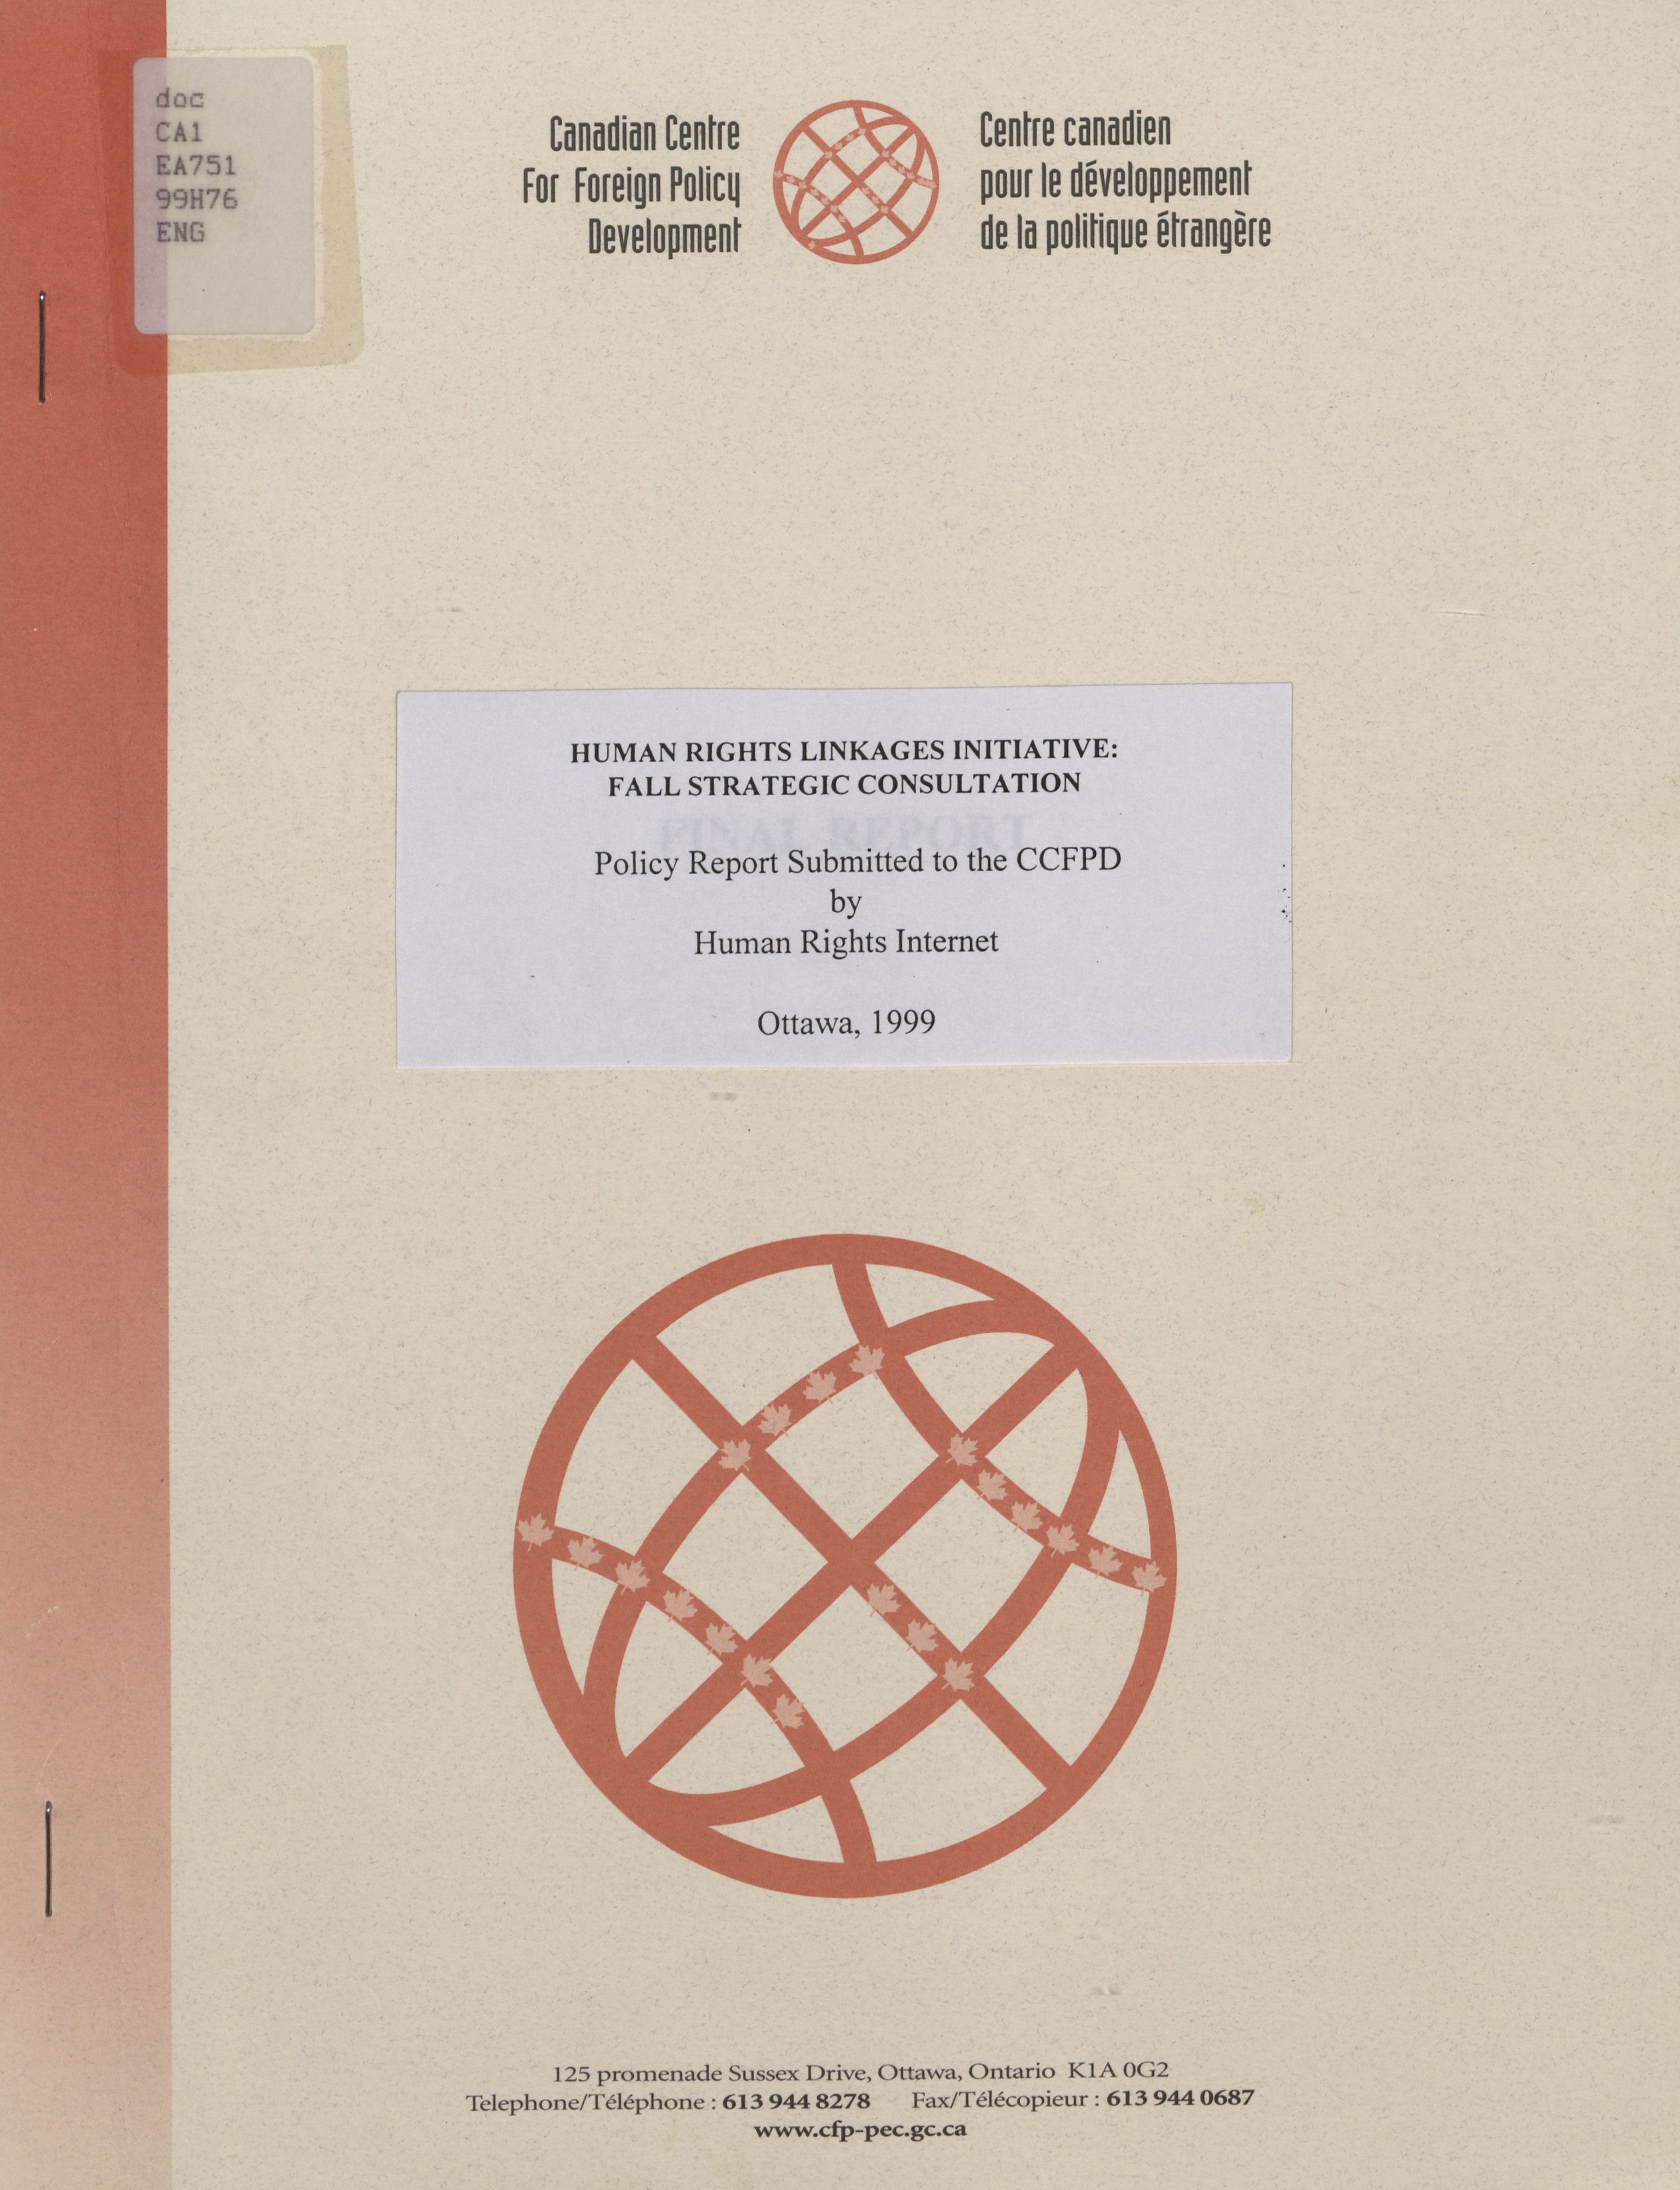 doc
CA1
EA751
99H76
ENG
Canadian Centre
For Foreign Policy
Development
Centre canadien
pour le développement
de la politique étrangère
HUMAN RIGHTS LINKAGES INITIATIVE:
FALL STRATEGIC CONSULTATION
FINAL REPORT
Policy Report Submitted to the CCFPD
by
Human Rights Internet
Ottawa, 1999
125 promenade Sussex Drive, Ottawa, Ontario K1A 0G2
Telephone/Téléphone : 613 944 8278 Fax/Télécopieur : 613 944 0687
www.cfp-pec.gc.ca